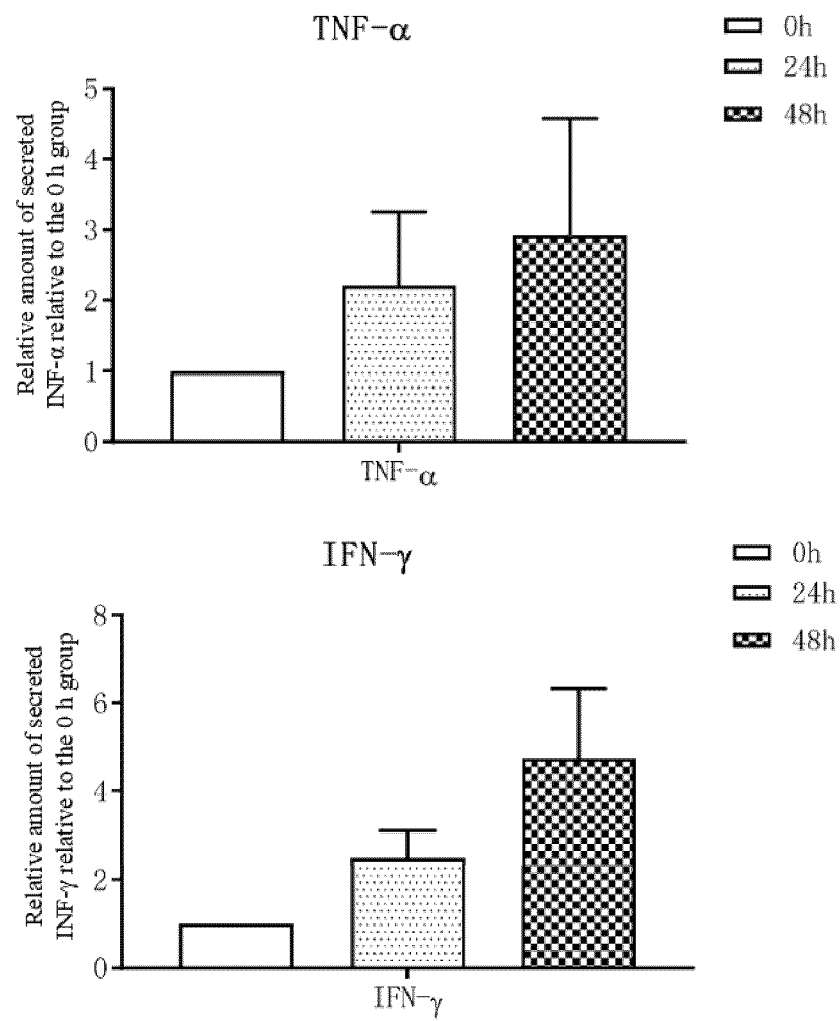 TNF-α
0h
24h
48h
Relative amount of secreted
INF-α relative to the 0 h group
5
4
3
2
1
0
TNF-α
IFN-γ
0h
24h
48h
Relative amount of secreted
INF-γ relative to the 0 h group
8
6
4
2
0
IFN-γ